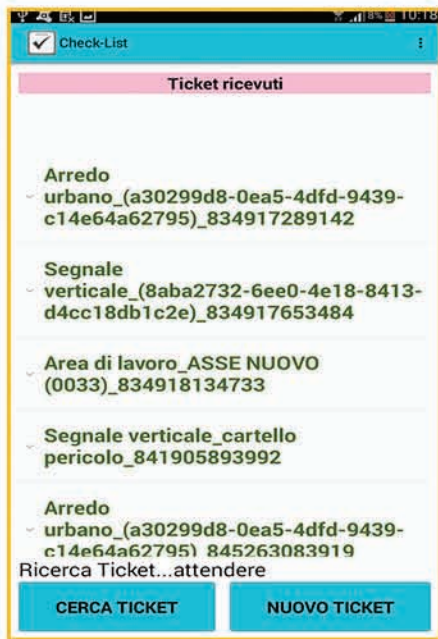 8% 10:18
Check-List
Ticket ricevuti
Arredo
urbano_(a30299d8-0ea5-4dfd-9439-
c14e64a62795)_834917289142
Segnale
verticale_(8aba2732-6ee0-4e18-8413-
d4cc18db1c2e)_834917653484
Area di lavoro_ASSE NUOVO
(0033)_834918134733
Segnale verticale_cartello
pericolo_841905893992
Arredo
urbano_(a30299d8-0ea5-4dfd-9439-
c14e64a62795)_845263083919
Ricerca Ticket...attendere
CERCA TICKET
NUOVO TICKET